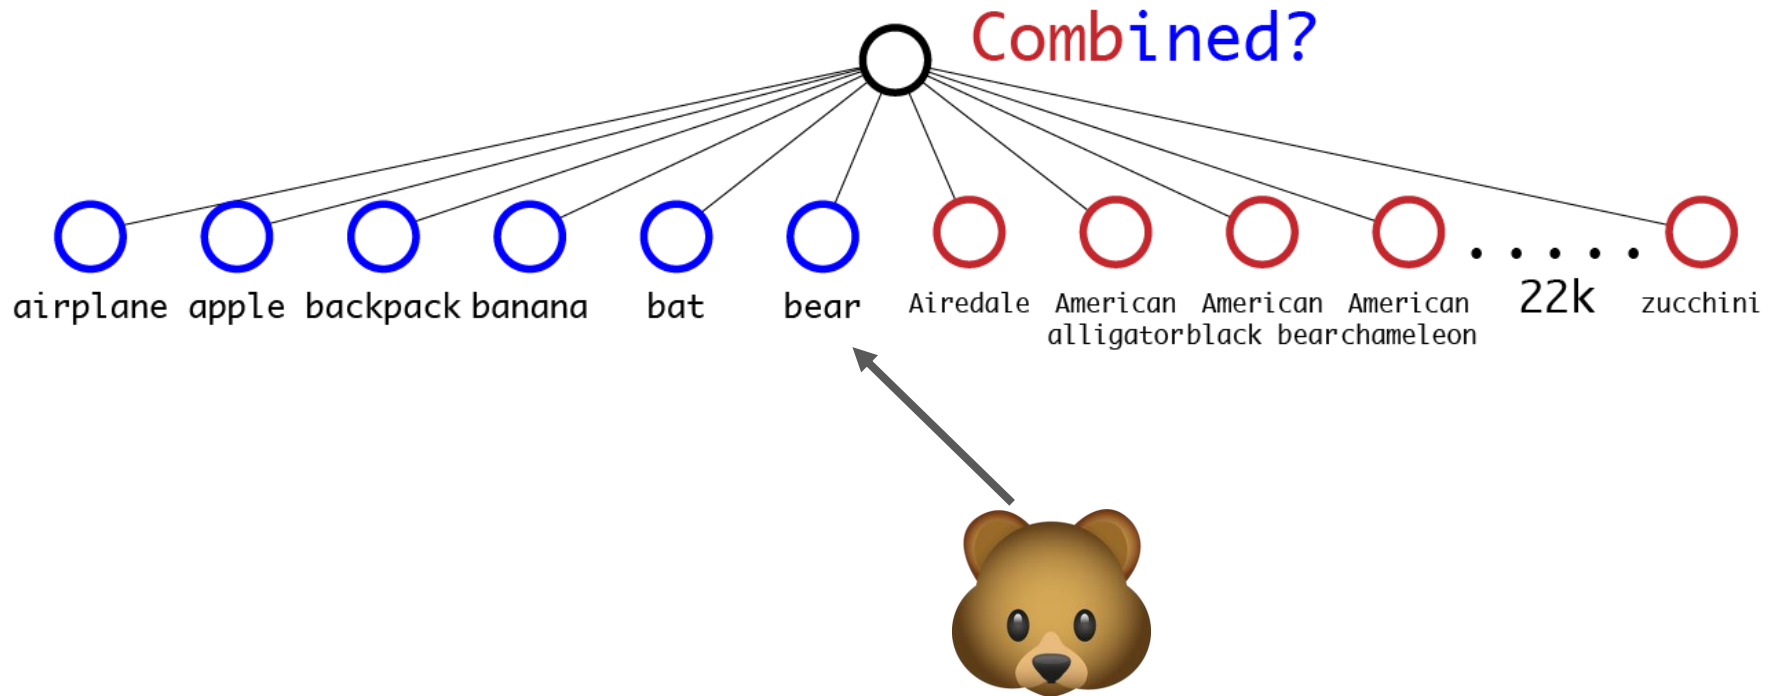 Combined?
airplane apple backpack banana bat bear Airedale American American American 22k zucchini
alligator black bear chameleon